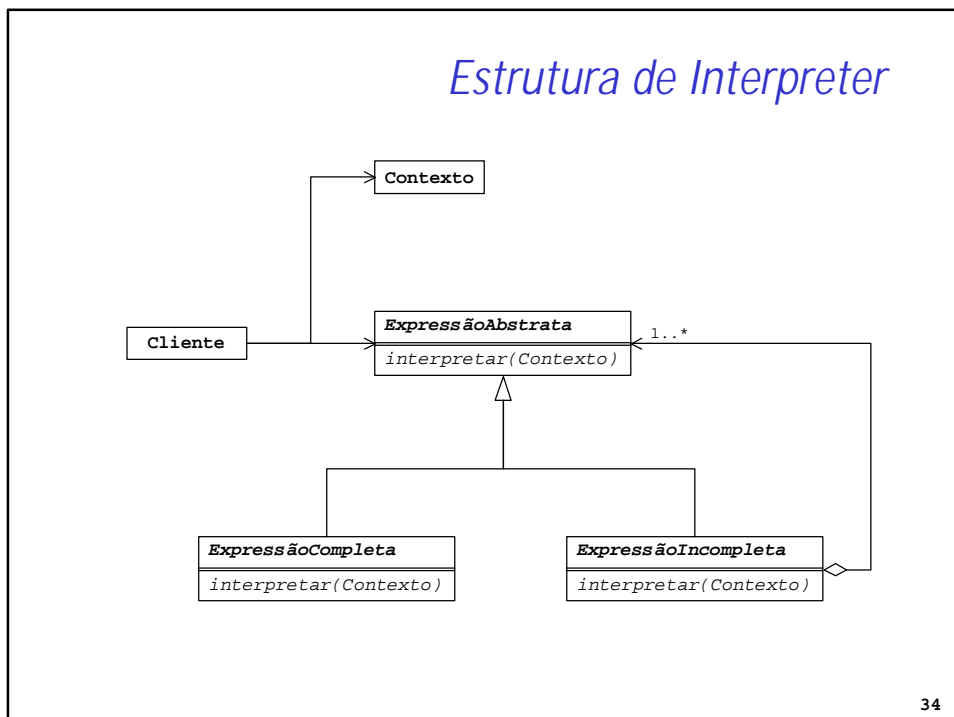 Estrutura de Interpreter
Contexto
Cliente
ExpressãoAbstrata
interpretar(Contexto)
1..*
ExpressãoCompleta
interpretar(Contexto)
ExpressãoIncompleta
interpretar(Contexto)
34